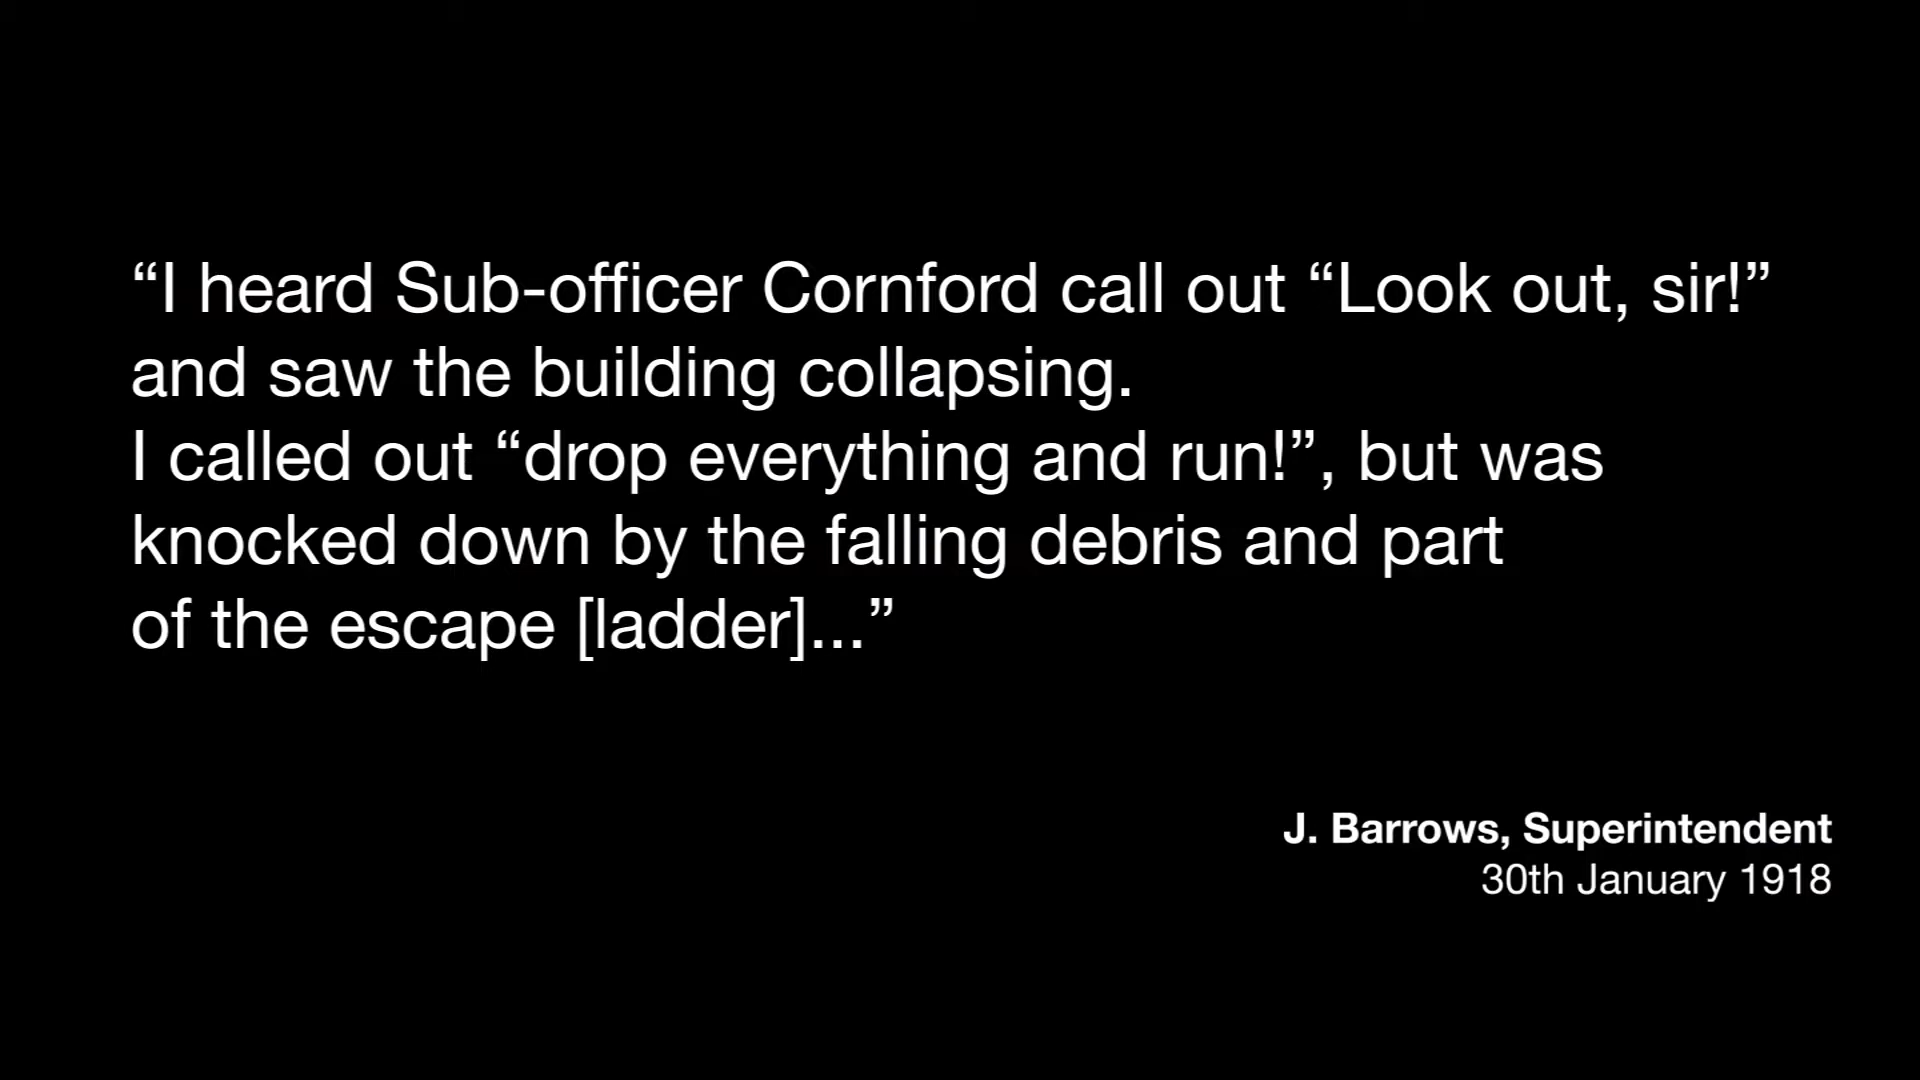 “I heard Sub-officer Cornford call out “Look out, sir!”
and saw the building collapsing.
I called out “drop everything and run!”, but was
knocked down by the falling debris and part
of the escape [ladder]...”
J. Barrows, Superintendent
30th January 1918